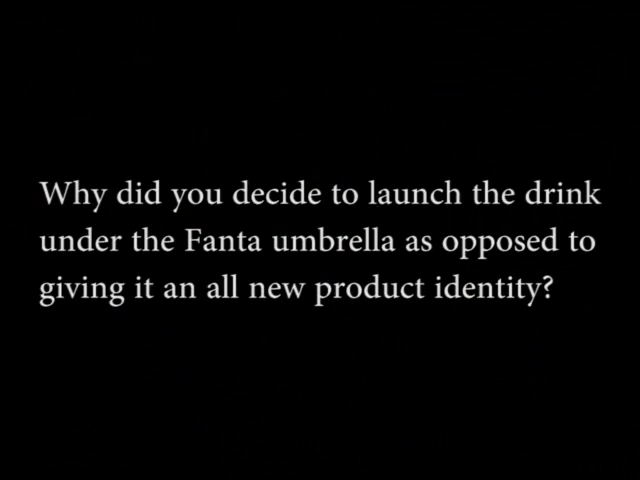 Why did you decide to launch the drink
under the Fanta umbrella as opposed to
giving it an all new product identity?